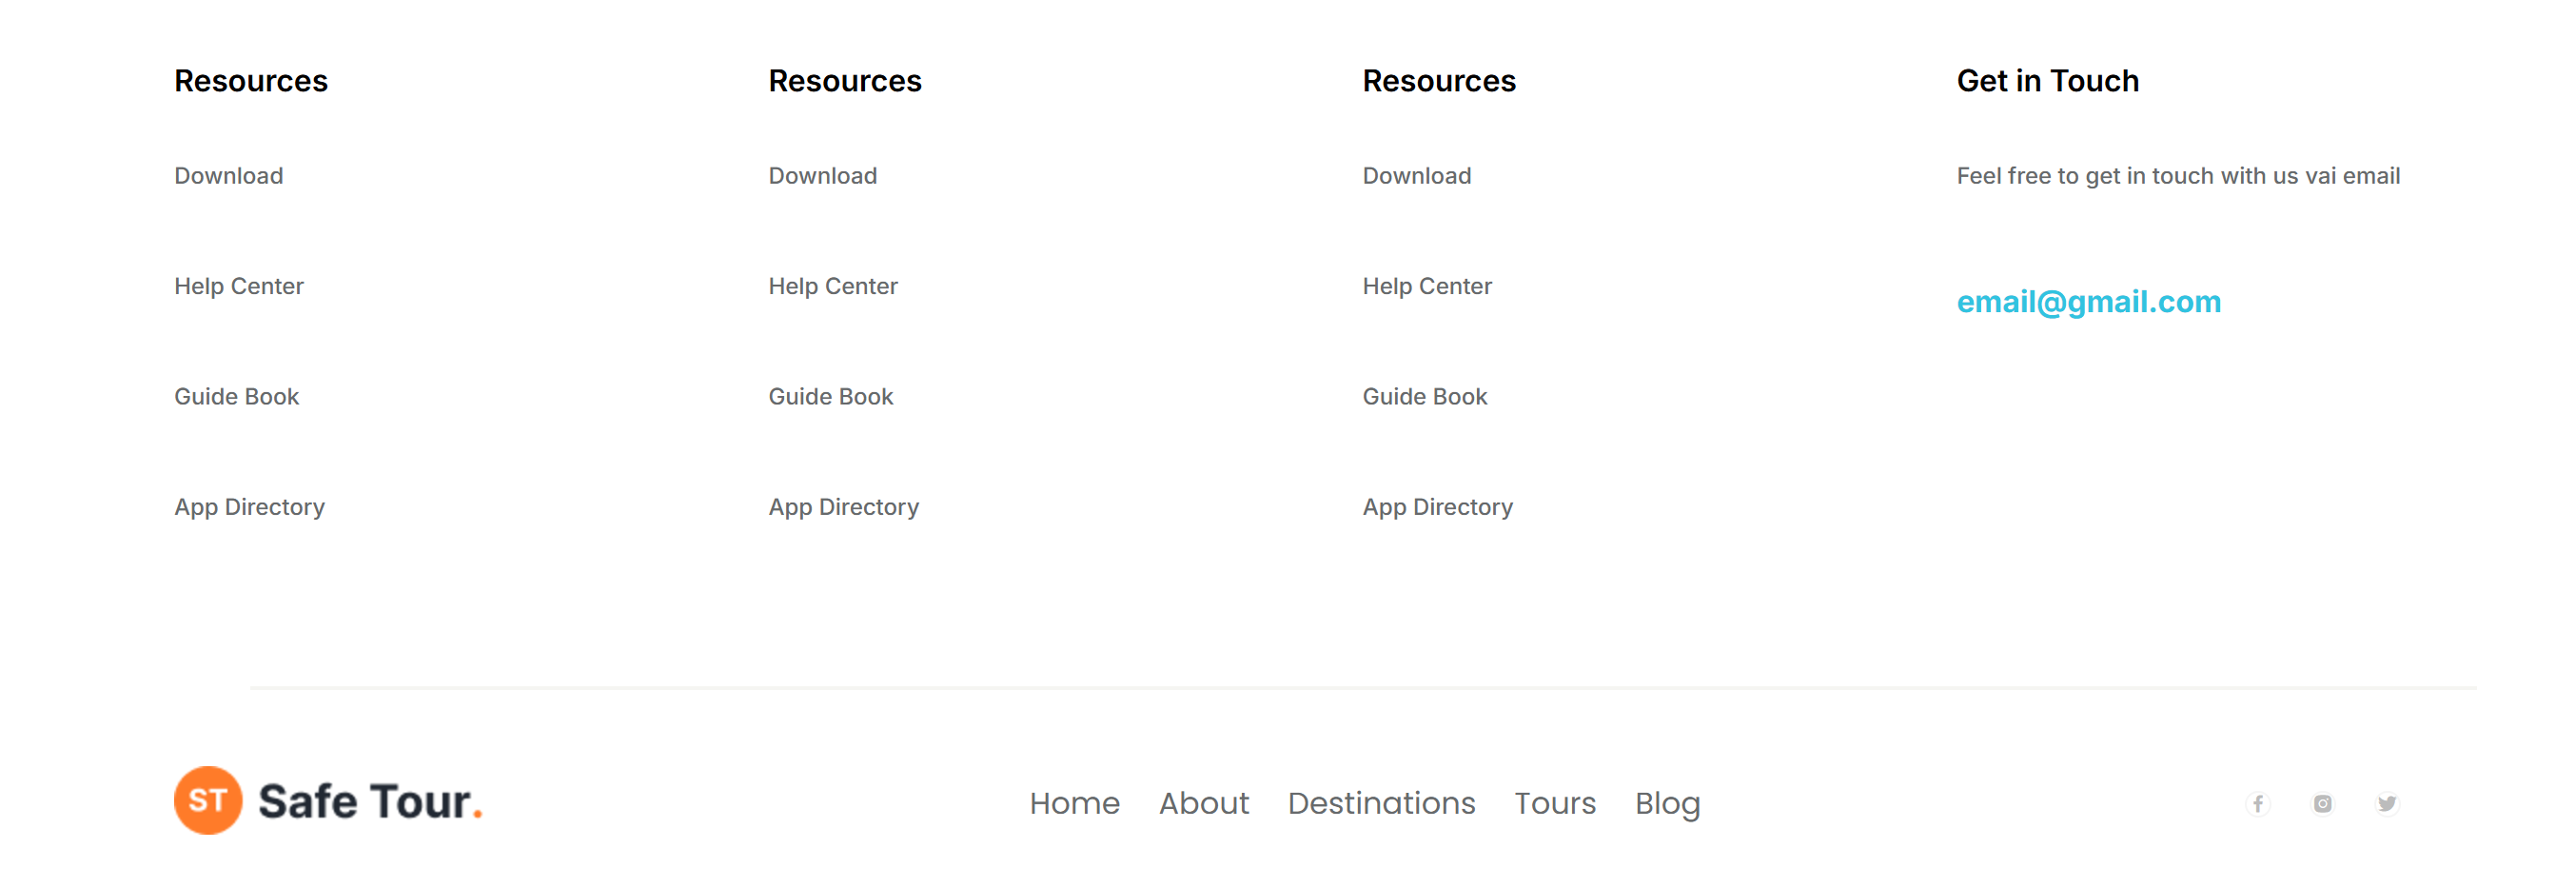 Resources
Download
Help Center
Guide Book
App Directory
Resources
Download
Help Center
Guide Book
App Directory
Resources
Download
Help Center
Guide Book
App Directory
Get in Touch
Feel free to get in touch with us vai email
email@gmail.com
ST Safe Tour.
Home About Destinations Tours Blog